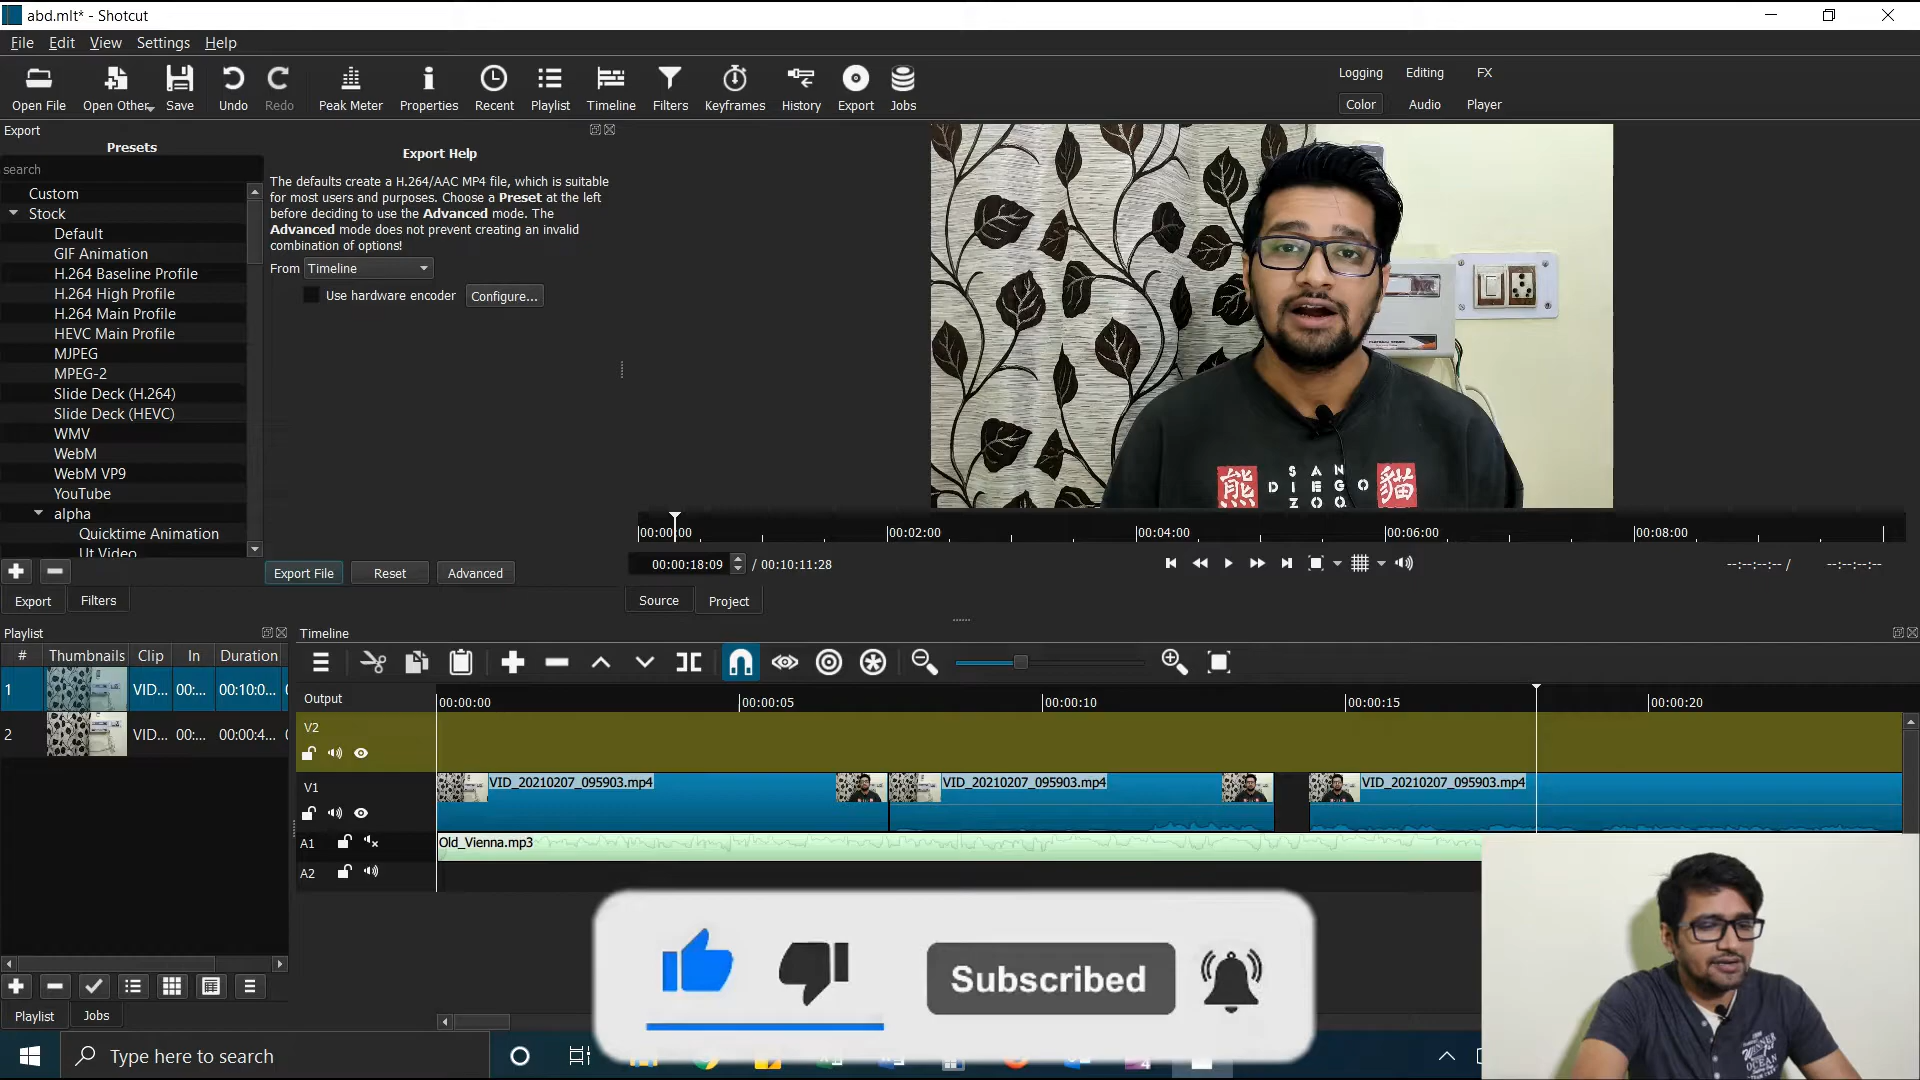 abd.mlt* - Shotcut
File Edit View Settings Help
Open File Open Other Save Undo Redo Peak Meter Properties Recent Playlist Timeline Filters Keyframes History Export Jobs
Logging Editing FX
Color Audio Player
Export
Presets
search
Custom
Stock
Default
GIF Animation
H.264 Baseline Profile
H.264 High Profile
H.264 Main Profile
HEVC Main Profile
MJPEG
MPEG-2
Slide Deck (H.264)
Slide Deck (HEVC)
WMV
WebM
WebM VP9
YouTube
alpha
Quicktime Animation
Ut Video
Export Help
The defaults create a H.264/AAC MP4 file, which is suitable
for most users and purposes. Choose a Preset at the left
before deciding to use the Advanced mode. The
Advanced mode does not prevent creating an invalid
combination of options!
From Timeline
Use hardware encoder Configure...
Export File Reset Advanced
Export Filters
熊 SAN DIEGO ZOO 貓
00:00:00 00:02:00 00:04:00 00:06:00 00:08:00
00:00:18:09 / 00:10:11:28 --:--:--:-- / --:--:--:--
Source Project
Playlist
# Thumbnails Clip In Duration
1 VID... 00:... 00:10:0...
2 VID... 00:... 00:00:4...
Playlist Jobs
Timeline
Output 00:00:00 00:00:05 00:00:10 00:00:15 00:00:20
V2
V1 VID_20210207_095903.mp4 VID_20210207_095903.mp4 VID_20210207_095903.mp4
A1 Old_Vienna.mp3
A2
Subscribed
Type here to search